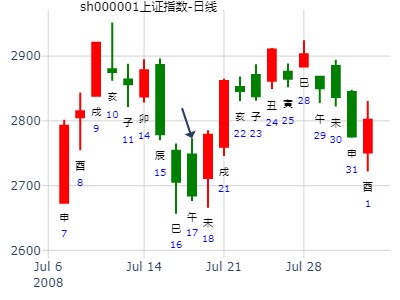 sh000001上证指数-日线
2900
2800
2700
2600
申
7
酉
8
戌
9
亥
10
子
11
卯
14
辰
15
巳
16
午
17
未
18
戌
21
亥
22
子
23
丑
24
寅
25
巳
28
午
29
未
30
申
31
酉
1
Jul 6
2008
Jul 14
Jul 21
Jul 28